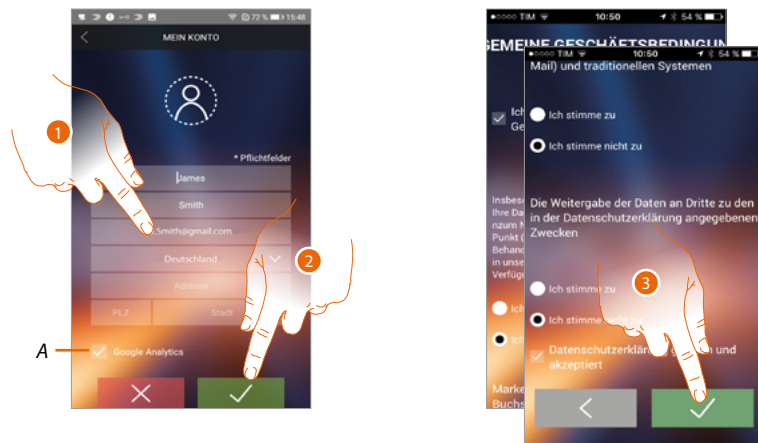 72 % 15:48
MEIN KONTO
1
* Pflichtfelder
James
Smith
.Smith@gmail.com
Deutschland
2
Adresse
PLZ Stadt
A
Google Analytics
TIM 10:50 54 %
GEMEINE GESCHÄFTSBEDINGUN
Ich
Ge
Insbes
Ihre Da
nzum N
Punkt (
Behand
in unse
Verfügu
Ich
Ich
Marke
Buchs
TIM 10:50 54 %
Mail) und traditionellen Systemen
Ich stimme zu
Ich stimme nicht zu
Die Weitergabe der Daten an Dritte zu den
in der Datenschutzerklärung angegebenen
Zwecken
3
Ich stimme zu
Ich stimme nicht
Datenschutzerklär und
akzeptiert